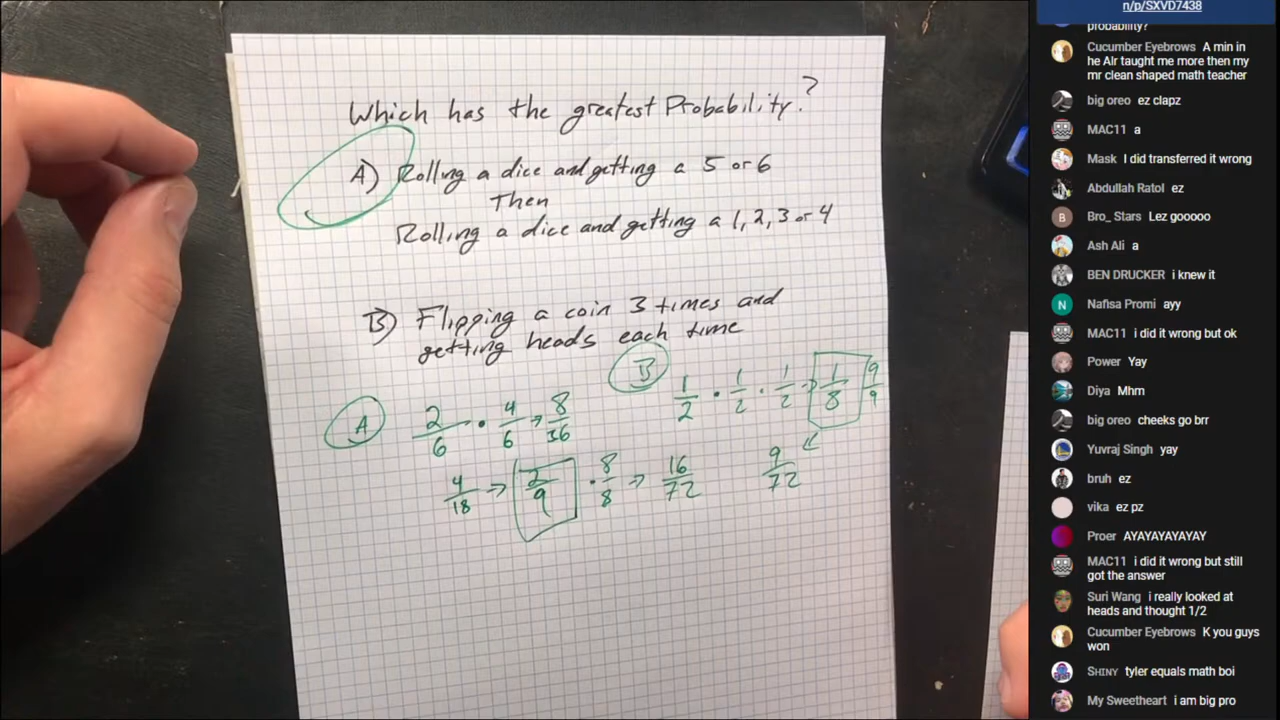 Which has the greatest Probability?
A) Rolling a dice and getting a 5 or 6
Then
Rolling a dice and getting a 1, 2, 3 or 4
B) Flipping a coin 3 times and
getting heads each time
A 2/6 · 4/6 → 8/36
4/18 → 2/9 · 8/8 → 16/72
B 1/2 · 1/2 · 1/2 → 1/8 9/9
9/72
n/p/SXVD7438
probability?
Cucumber Eyebrows A min in
he Alr taught me more then my
mr clean shaped math teacher
big oreo ez clapz
MAC11 a
Mask I did transferred it wrong
Abdullah Ratol ez
B Bro_ Stars Lez gooooo
Ash Ali a
BEN DRUCKER i knew it
N Nafisa Promi ayy
MAC11 i did it wrong but ok
Power Yay
Diya Mhm
big oreo cheeks go brr
Yuvraj Singh yay
bruh ez
vika ez pz
Proer AYAYAYAYAYAY
MAC11 i did it wrong but still
got the answer
Suri Wang i really looked at
heads and thought 1/2
Cucumber Eyebrows K you guys
won
SHINY tyler equals math boi
My Sweetheart i am big pro